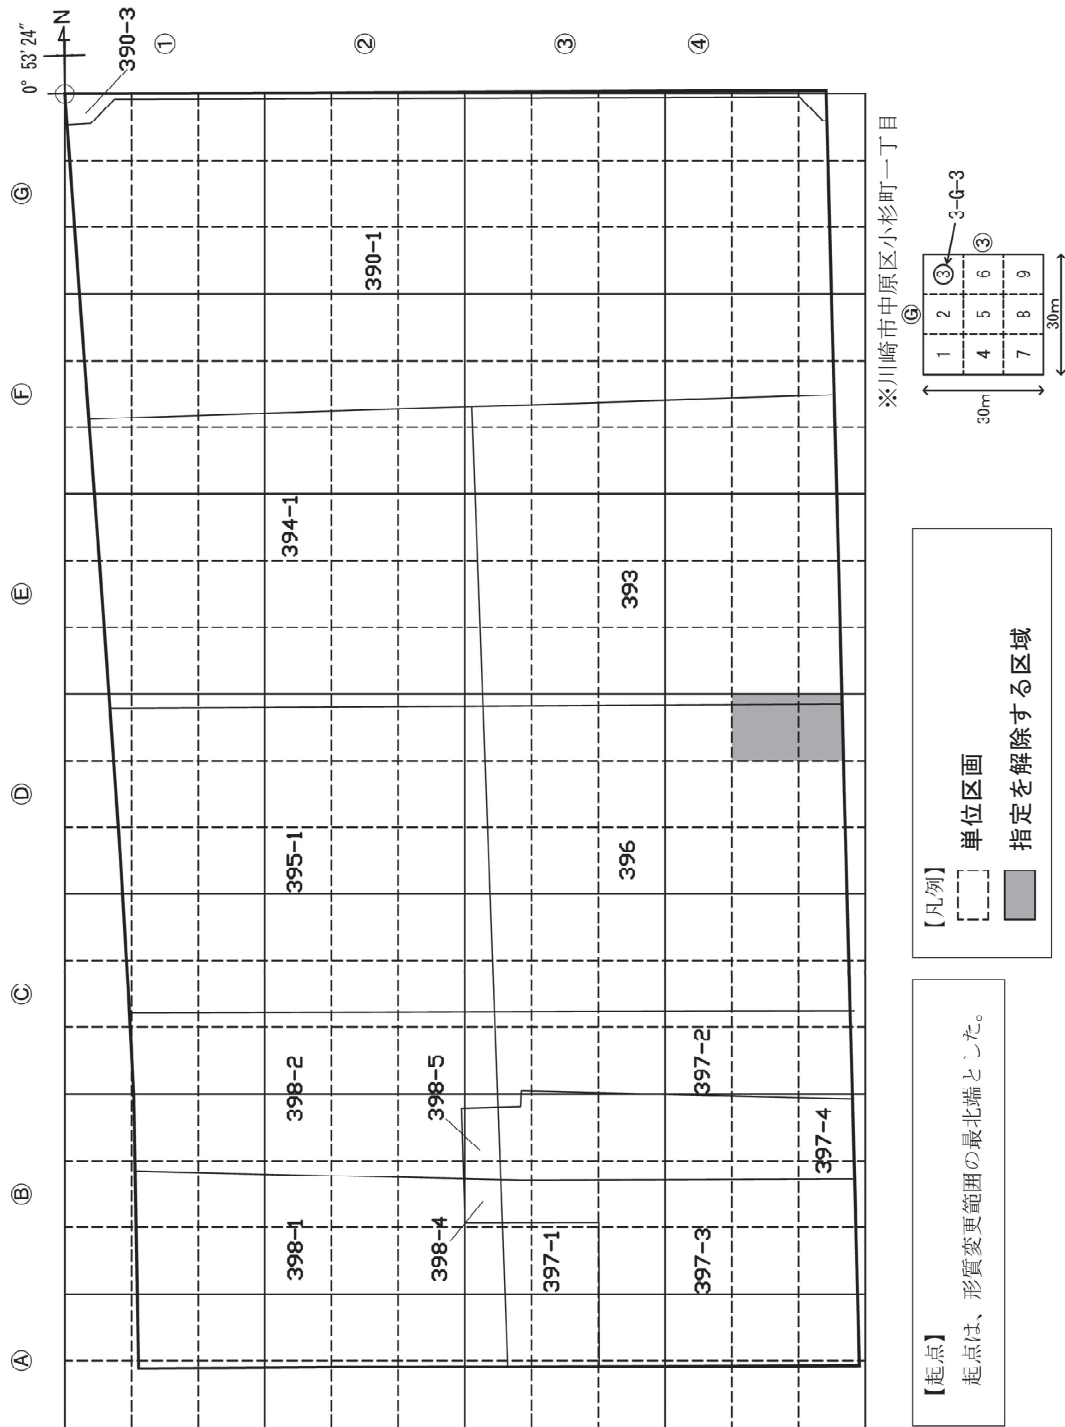 0° 53′ 24″
N
390-3
①
②
③
④
Ⓖ
Ⓕ
Ⓔ
Ⓓ
Ⓒ
Ⓑ
Ⓐ
390-1
394-1
393
395-1
396
398-2
398-5
397-2
397-4
398-1
398-4
397-1
397-3
※川崎市中原区小杉町一丁目
Ⓖ
1 2 ③
4 5 6
7 8 9
③
3-G-3
30m
30m
【凡例】
単位区画
指定を解除する区域
【起点】
起点は、形質変更範囲の最北端とした。